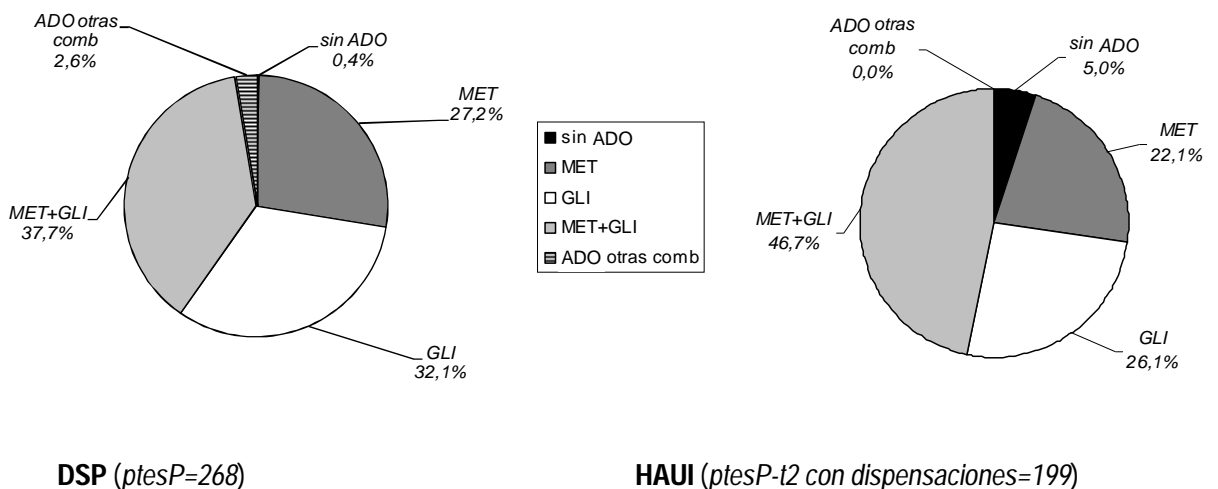 ADO otras
comb
2,6%
sin ADO
0,4%
MET
27,2%
MET+GLI
37,7%
GLI
32,1%
sin ADO
MET
GLI
MET+GLI
ADO otras comb
ADO otras
comb
0,0%
sin ADO
5,0%
MET
22,1%
MET+GLI
46,7%
GLI
26,1%
DSP (ptesP=268)
HAUI (ptesP-t2 con dispensaciones=199)